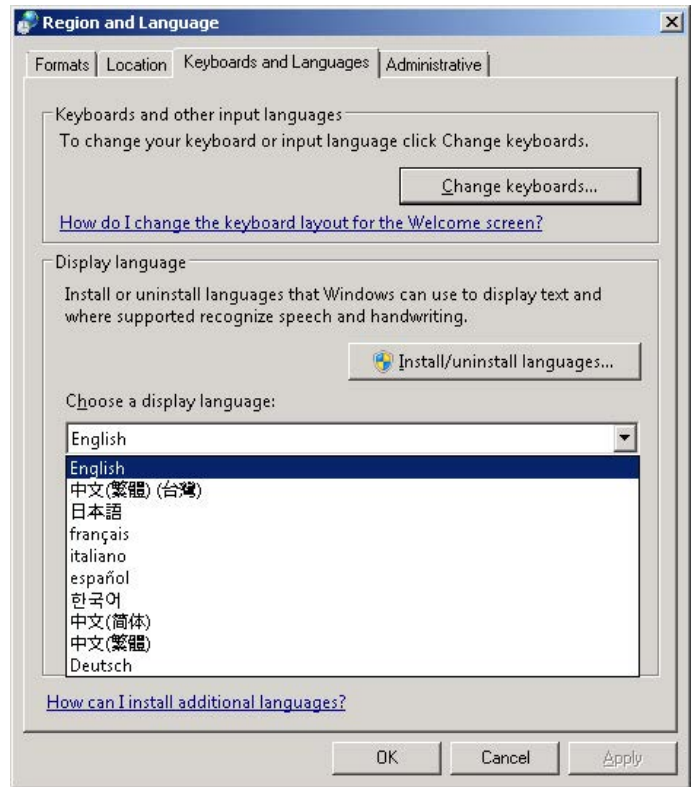 Region and Language
Formats
Location
Keyboards and Languages
Administrative
Keyboards and other input languages
To change your keyboard or input language click Change keyboards.
Change keyboards...
How do I change the keyboard layout for the Welcome screen?
Display language
Install or uninstall languages that Windows can use to display text and
where supported recognize speech and handwriting.
Install/uninstall languages...
Choose a display language:
English
English
中文(繁體) (台灣)
日本語
français
italiano
español
한국어
中文(简体)
中文(繁體)
Deutsch
How can I install additional languages?
OK
Cancel
Apply